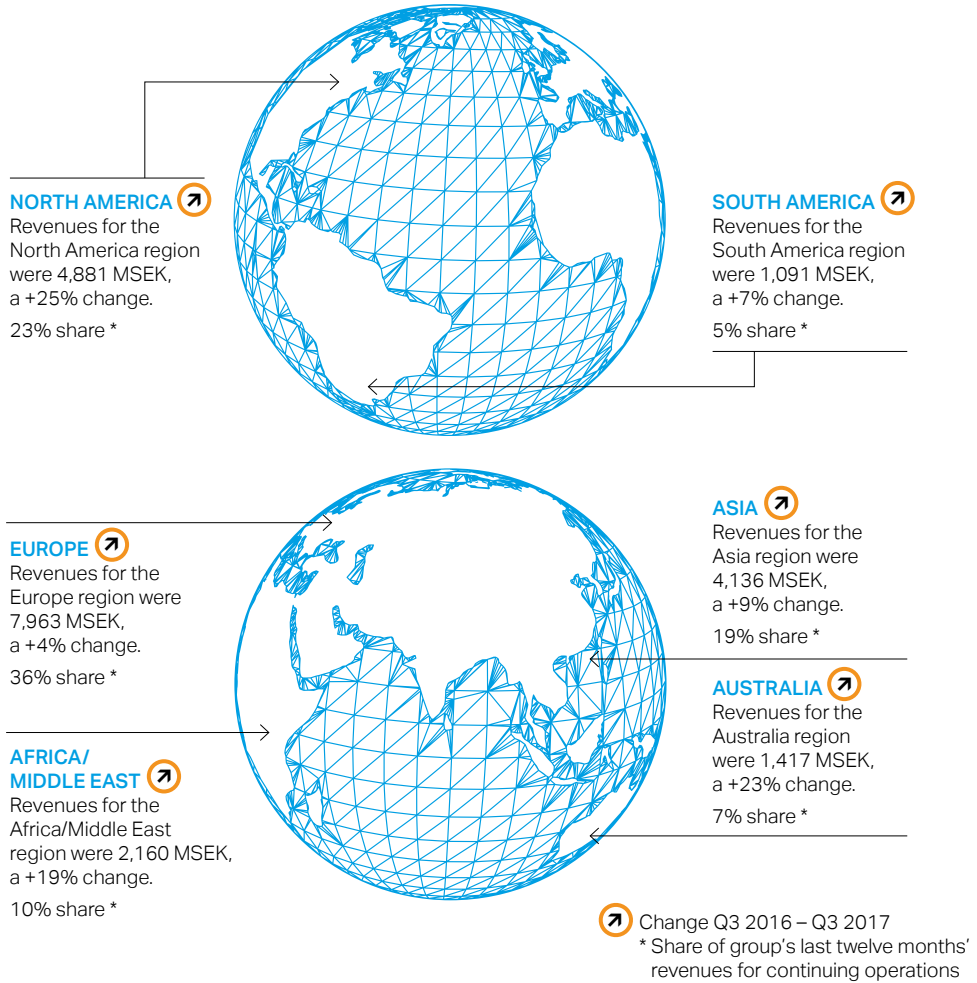 NORTH AMERICA
Revenues for the
North America region
were 4,881 MSEK,
a +25% change.
23% share *
SOUTH AMERICA
Revenues for the
South America region
were 1,091 MSEK,
a +7% change.
5% share *
EUROPE
Revenues for the
Europe region were
7,963 MSEK,
a +4% change.
36% share *
ASIA
Revenues for the
Asia region were
4,136 MSEK,
a +9% change.
19% share *
AFRICA/
MIDDLE EAST
Revenues for the
Africa/Middle East
region were 2,160 MSEK,
a +19% change.
10% share *
AUSTRALIA
Revenues for the
Australia region
were 1,417 MSEK,
a +23% change.
7% share *
Change Q3 2016 – Q3 2017
* Share of group’s last twelve months’
revenues for continuing operations